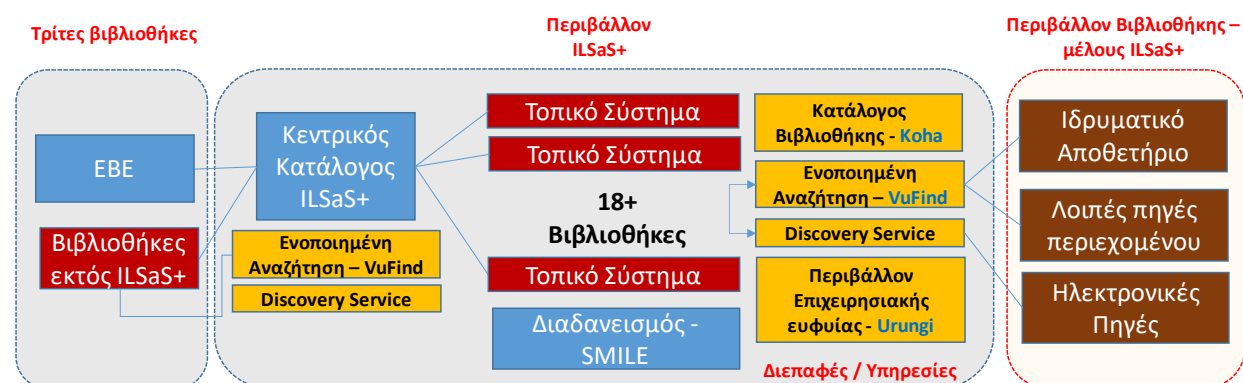 Τρίτες βιβλιοθήκες
ΕΒΕ
Βιβλιοθήκες
εκτός ILSaS+
Περιβάλλον
ILSaS+
Κεντρικός
Κατάλογος
ILSaS+
Ενοποιημένη
Αναζήτηση – VuFind
Discovery Service
Τοπικό Σύστημα
Τοπικό Σύστημα
18+
Βιβλιοθήκες
Τοπικό Σύστημα
Διαδανεισμός -
SMILE
Κατάλογος
Βιβλιοθήκης - Koha
Ενοποιημένη
Αναζήτηση – VuFind
Discovery Service
Περιβάλλον
Επιχειρησιακής
ευφυίας - Urungi
Διεπαφές / Υπηρεσίες
Περιβάλλον Βιβλιοθήκης –
μέλους ILSaS+
Ιδρυματικό
Αποθετήριο
Λοιπές πηγές
περιεχομένου
Ηλεκτρονικές
Πηγές